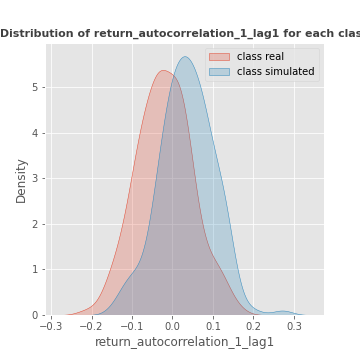 Distribution of return_autocorrelation_1_lag1 for each clas
class real
class simulated
5
4
3
2
1
0
Density
−0.3 −0.2 −0.1 0.0 0.1 0.2 0.3
return_autocorrelation_1_lag1